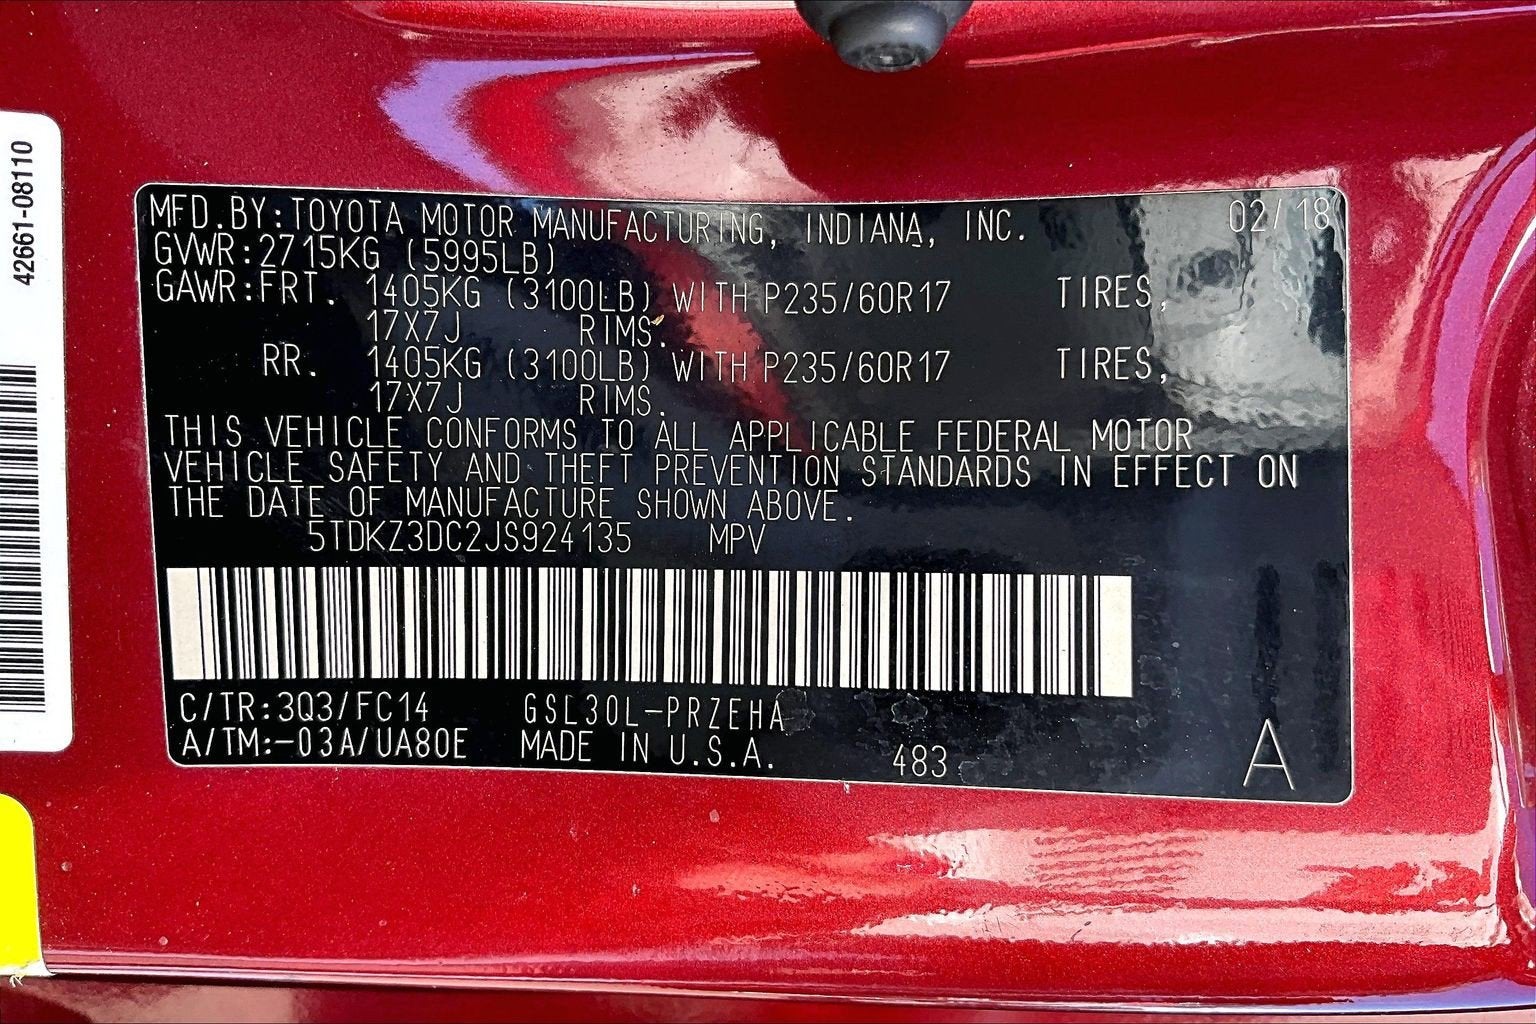 42661-08110
MFD.BY:TOYOTA MOTOR MANUFACTURING, INDIANA, INC. 02/18
GVWR:2715KG (5995LB)
GAWR:FRT. 1405KG (3100LB) WITH P235/60R17 TIRES,
17X7J RIMS.
RR. 1405KG (3100LB) WITH P235/60R17 TIRES,
17X7J RIMS.
THIS VEHICLE CONFORMS TO ALL APPLICABLE FEDERAL MOTOR
VEHICLE SAFETY AND THEFT PREVENTION STANDARDS IN EFFECT ON
THE DATE OF MANUFACTURE SHOWN ABOVE.
5TDKZ3DC2JS924135 MPV
C/TR:3Q3/FC14 GSL30L-PRZEHA
A/TM:-03A/UA80E MADE IN U.S.A. 483 A